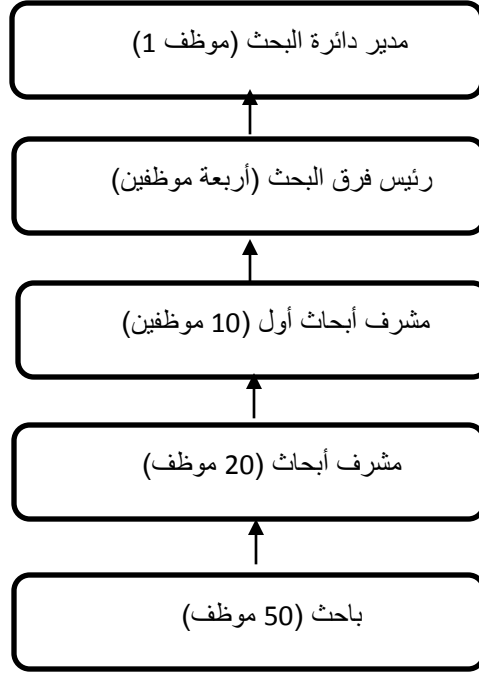 مدير دائرة البحث (موظف 1)
رئيس فرق البحث (أربعة موظفين)
مشرف أبحاث أول (10 موظفين)
مشرف أبحاث (20 موظف)
باحث (50 موظف)